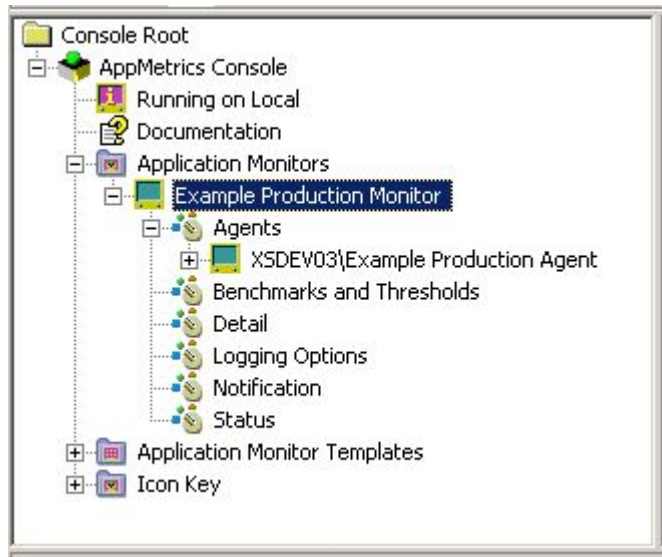 Console Root
AppMetrics Console
Running on Local
Documentation
Application Monitors
Example Production Monitor
Agents
XSDEV03\Example Production Agent
Benchmarks and Thresholds
Detail
Logging Options
Notification
Status
Application Monitor Templates
Icon Key